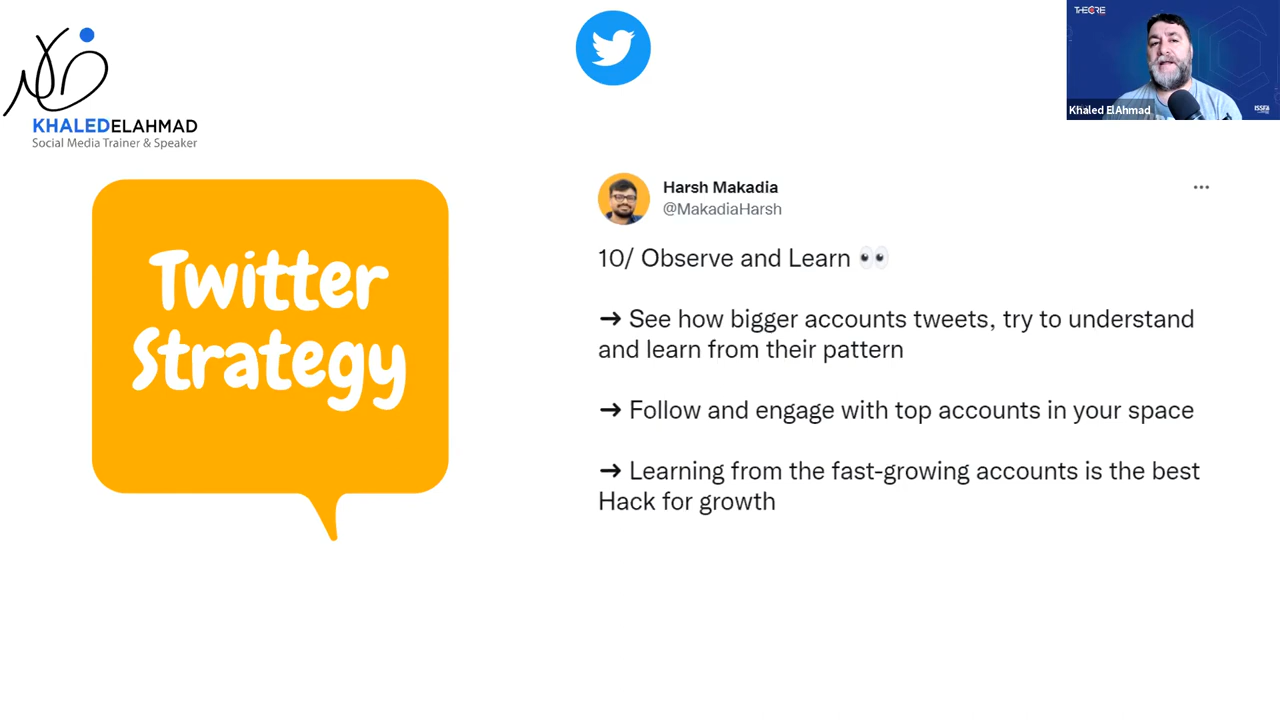 KHALEDELAHMAD
Social Media Trainer & Speaker
THECORE
Khaled ElAhmad
ISSFA
Twitter
Strategy
Harsh Makadia
@MakadiaHarsh
10/ Observe and Learn 👀
➜ See how bigger accounts tweets, try to understand
and learn from their pattern
➜ Follow and engage with top accounts in your space
➜ Learning from the fast-growing accounts is the best
Hack for growth